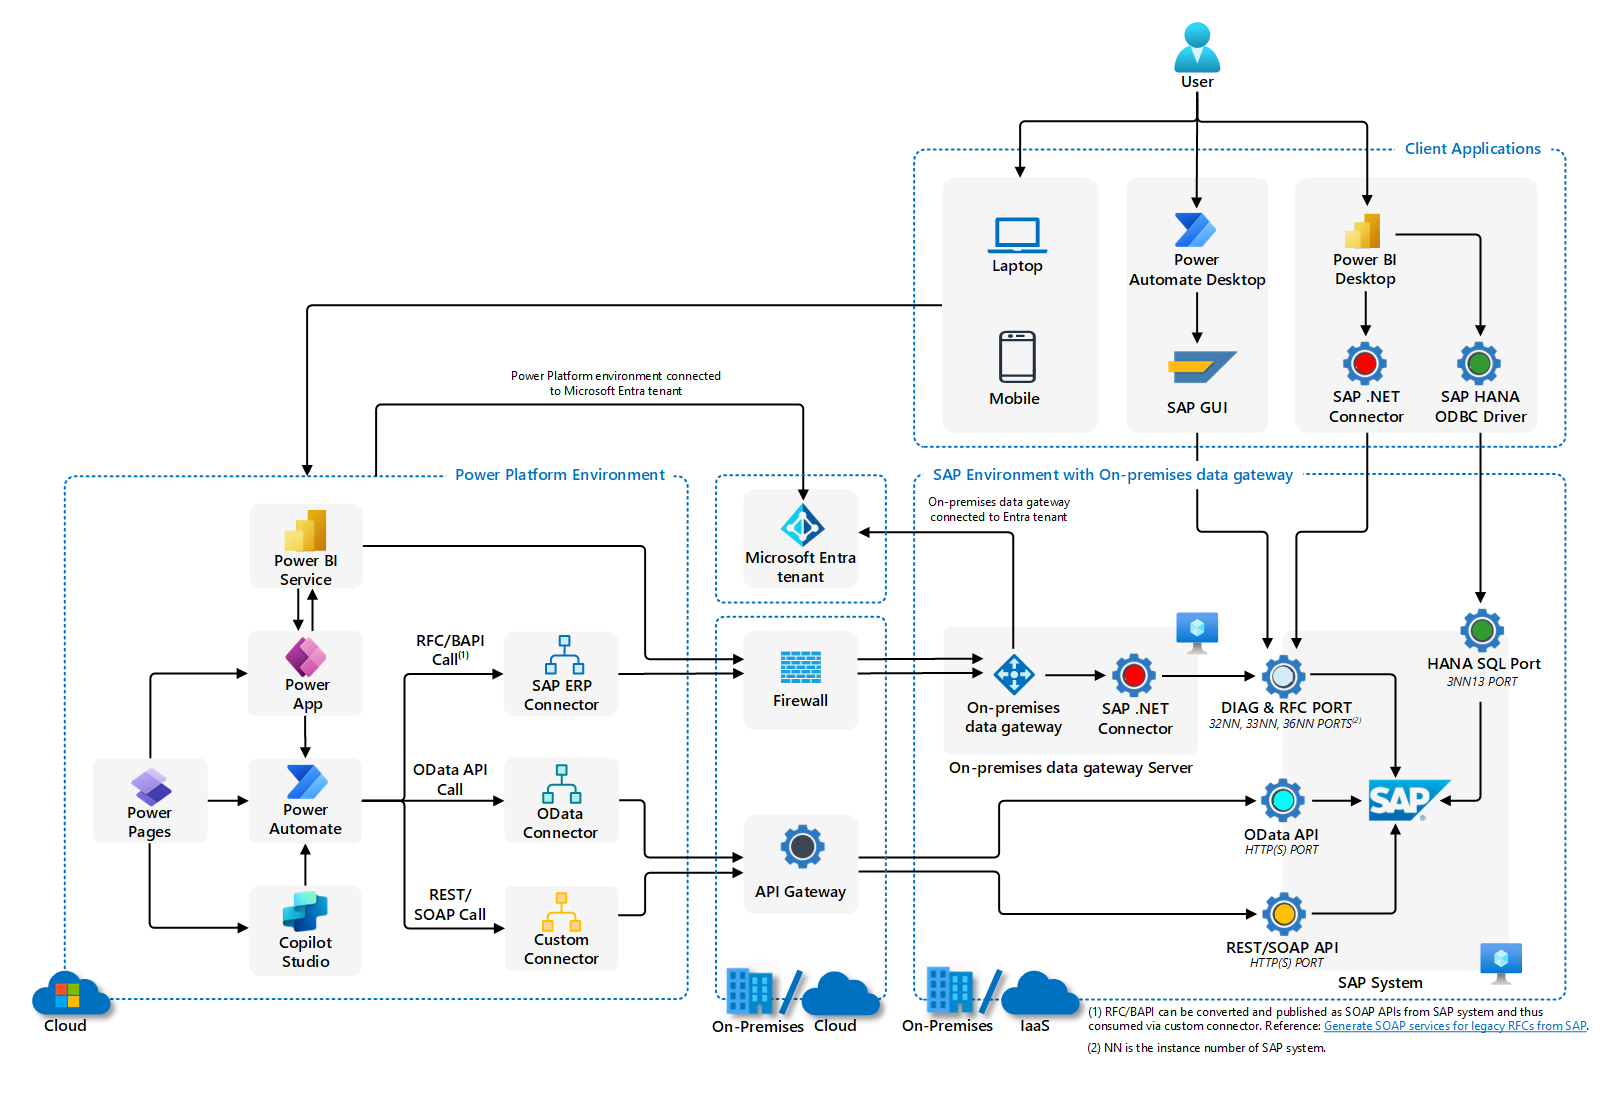 User
Client Applications
Laptop
Mobile
Power
Automate Desktop
SAP GUI
Power BI
Desktop
SAP .NET
Connector
SAP HANA
ODBC Driver
Power Platform environment connected
to Microsoft Entra tenant
Power Platform Environment
Power BI
Service
Power
App
Power
Pages
Power
Automate
Copilot
Studio
RFC/BAPI
Call(1)
OData API
Call
REST/
SOAP Call
SAP ERP
Connector
OData
Connector
Custom
Connector
Cloud
Microsoft Entra
tenant
Firewall
API Gateway
On-Premises
Cloud
SAP Environment with On-premises data gateway
On-premises data gateway
connected to Entra tenant
On-premises
data gateway
SAP .NET
Connector
On-premises data gateway Server
DIAG & RFC PORT
32NN, 33NN, 36NN PORTS(2)
HANA SQL Port
3NN13 PORT
OData API
HTTP(S) PORT
SAP
®
REST/SOAP API
HTTP(S) PORT
SAP System
On-Premises
IaaS
(1) RFC/BAPI can be converted and published as SOAP APIs from SAP system and thus
consumed via custom connector. Reference: Generate SOAP services for legacy RFCs from SAP.
(2) NN is the instance number of SAP system.